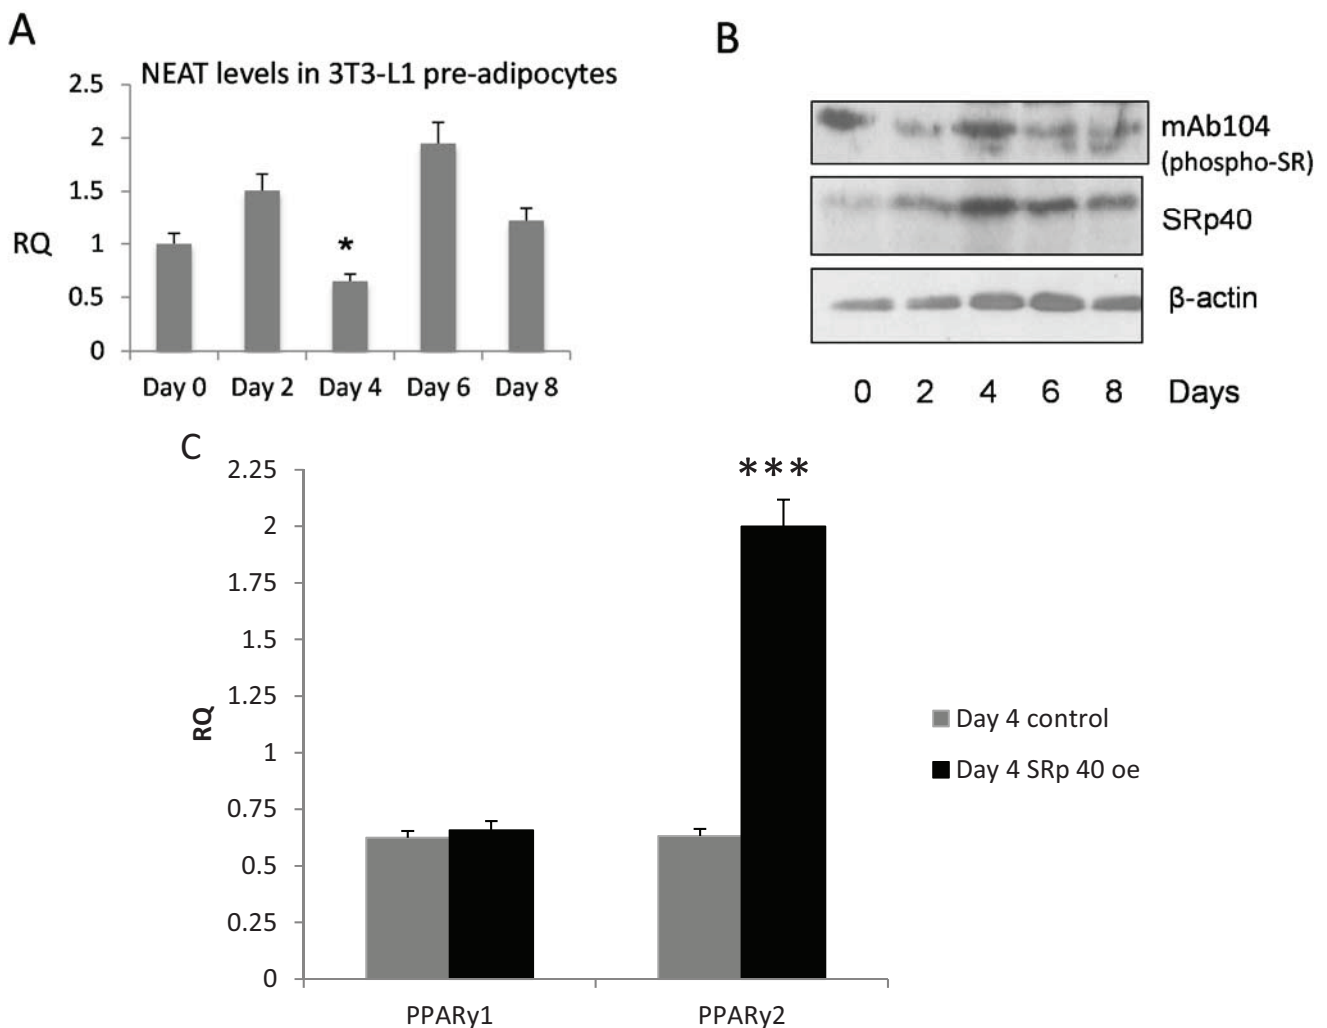 A
NEAT levels in 3T3-L1 pre-adipocytes
2.5
2
1.5
1
0.5
0
RQ
*
Day 0 Day 2 Day 4 Day 6 Day 8
B
mAb104
(phospho-SR)
SRp40
β-actin
0 2 4 6 8 Days
C
2.25
2
1.75
1.5
1.25
1
0.75
0.5
0.25
0
RQ
***
PPARy1 PPARy2
Day 4 control
Day 4 SRp 40 oe